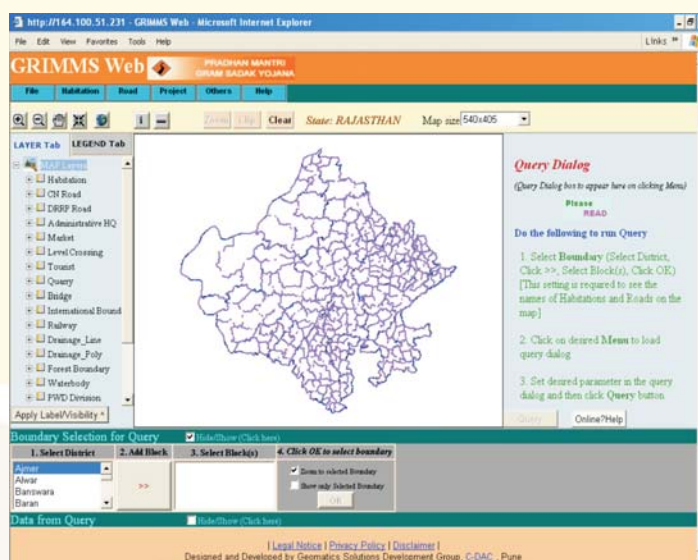 http://164.100.51.231 - GRIMMS Web - Microsoft Internet Explorer
File Edit View Favorites Tools Help
Links »
GRIMMS Web
PRADHAN MANTRI
GRAM SADAK YOJANA
File Habitation Road Project Others Help
Zoom Clip Clear State: RAJASTHAN Map size 540x405
LAYER Tab LEGEND Tab
MAP Layers
Habitation
CN Road
DRRP Road
Administrative HQ
Market
Level Crossing
Tourist
Quarry
Bridge
International Bound
Railway
Drainage_Line
Drainage_Poly
Forest Boundary
Waterbody
PWD Division
Apply Label/Visibility *
Query Dialog
(Query Dialog box to appear here on clicking Menu)
Please
READ
Do the following to run Query
1. Select Boundary (Select District,
Click >>, Select Block(s), Click OK)
[This setting is required to see the
names of Habitations and Roads on the
map]
2. Click on desired Menu to load
query dialog
3. Set desired parameter in the query
dialog and then click Query button
Query Online?Help
Boundary Selection for Query Hide/Show (Click here)
1. Select District 2. Add Block 3. Select Block(s) 4. Click OK to select boundary
Ajmer
Alwar
Banswara
Baran
>>
Zoom to selected Boundary
Show only Selected Boundary
OK
Data from Query Hide/Show (Click here)
| Legal Notice | Privacy Policy | Disclaimer |
Designed and Developed by Geomatics Solutions Development Group, C-DAC , Pune